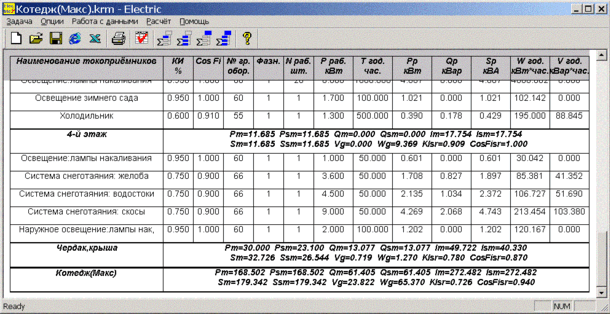 Котедж(Макс).krm - Electric
Задача Опции Работа с данными Расчёт Помощь
Наименование токоприёмников КИ % Cos Fi № гр. обор. Фазн. N раб. шт. P раб. кВт T год. час. Pp кВт Qp кВар Sp кВА W год. кВт*час. V год. кВар*час.
Освещение зимнего сада 0.950 1.000 60 1 1 1.700 100.000 1.021 0.000 1.021 102.142 0.000
Холодильник 0.600 0.910 55 1 1 1.300 500.000 0.390 0.178 0.429 195.000 88.845
4-й этаж Pm=11.685 Psm=11.685 Qm=0.000 Qsm=0.000 Im=17.754 Ism=17.754
Sm=11.685 Ssm=11.685 Vg=0.000 Wg=9.369 KIsr=0.909 CosFisr=1.000
Освещение:лампы накаливания 0.950 1.000 60 1 1 1.000 50.000 0.601 0.000 0.601 30.042 0.000
Система снеготаяния: желоба 0.750 0.900 66 1 1 3.600 50.000 1.708 0.827 1.897 85.381 41.352
Система снеготаяния: водостоки 0.750 0.900 66 1 1 4.500 50.000 2.135 1.034 2.372 106.727 51.690
Система снеготаяния: скосы 0.750 0.900 66 1 1 9.000 50.000 4.269 2.068 4.743 213.454 103.380
Наружное освещение:лампы нак, 0.950 1.000 60 1 1 2.000 100.000 1.202 0.000 1.202 120.167 0.000
Чердак,крыша Pm=30.000 Psm=23.100 Qm=13.077 Qsm=13.077 Im=49.722 Ism=40.330
Sm=32.726 Ssm=26.544 Vg=0.719 Wg=1.270 KIsr=0.780 CosFisr=0.870
Котедж(Макс) Pm=168.502 Psm=168.502 Qm=61.405 Qsm=61.405 Im=272.482 Ism=272.482
Sm=179.342 Ssm=179.342 Vg=23.822 Wg=65.370 KIsr=0.726 CosFisr=0.940
Ready NUM